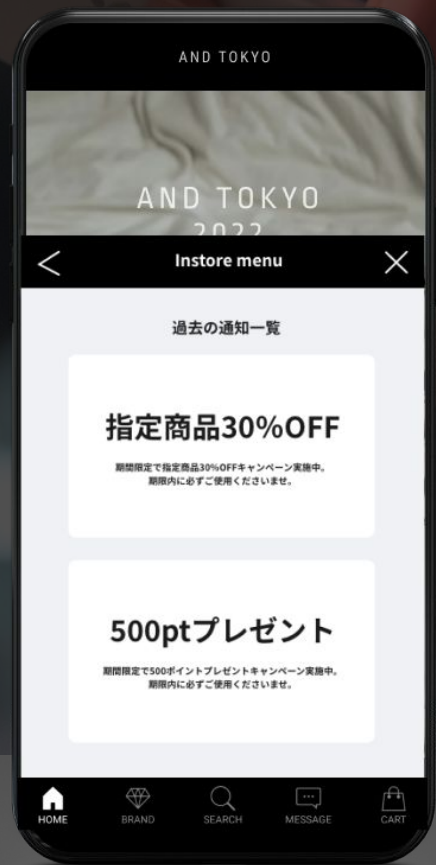 AND TOKYO
AND TOKYO
2022
Instore menu
過去の通知一覧
指定商品30%OFF
期間限定で指定商品30%OFFキャンペーン実施中。
期限内に必ずご使用くださいませ。
500ptプレゼント
期間限定で500ポイントプレゼントキャンペーン実施中。
期限内に必ずご使用くださいませ。
HOME BRAND SEARCH MESSAGE CART